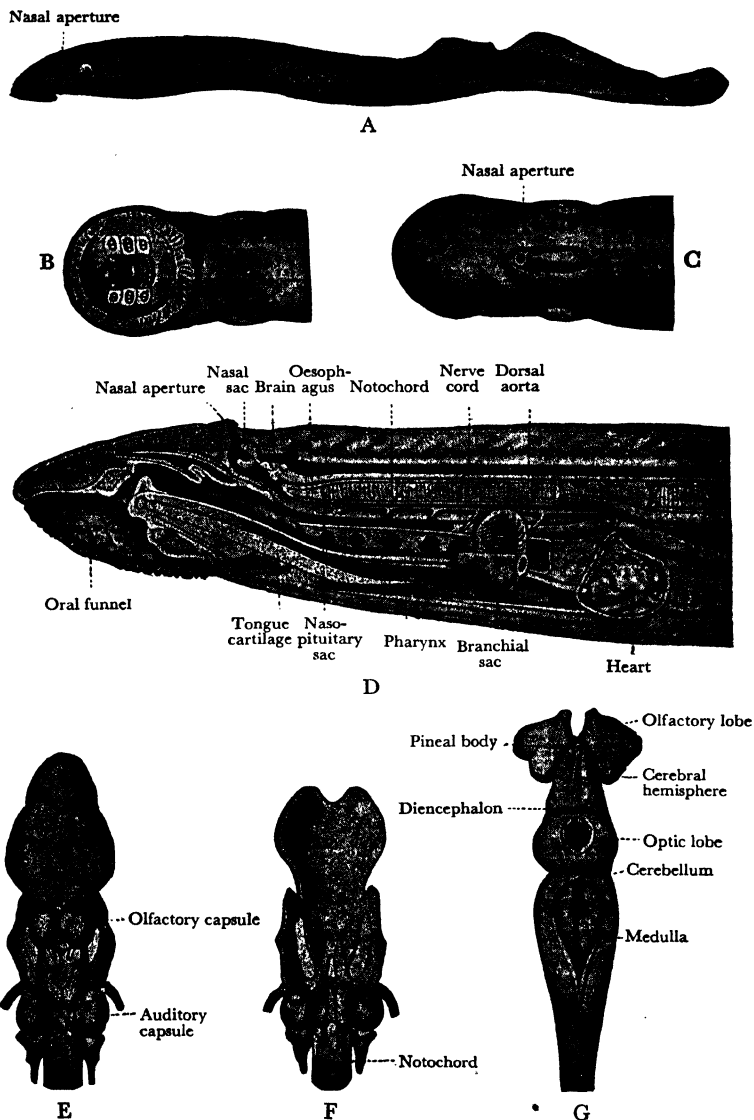 Nasal aperture
A
Nasal aperture
B
C
Nasal aperture
Nasal
sac
Brain
Oesoph-
agus
Notochord
Nerve
cord
Dorsal
aorta
Oral funnel
Tongue
cartilage
Naso-
pituitary
sac
Pharynx
Branchial
sac
Heart
D
Olfactory capsule
Auditory
capsule
E
Notochord
F
Pineal body
Olfactory lobe
Cerebral
hemisphere
Diencephalon
Optic lobe
Cerebellum
Medulla
G